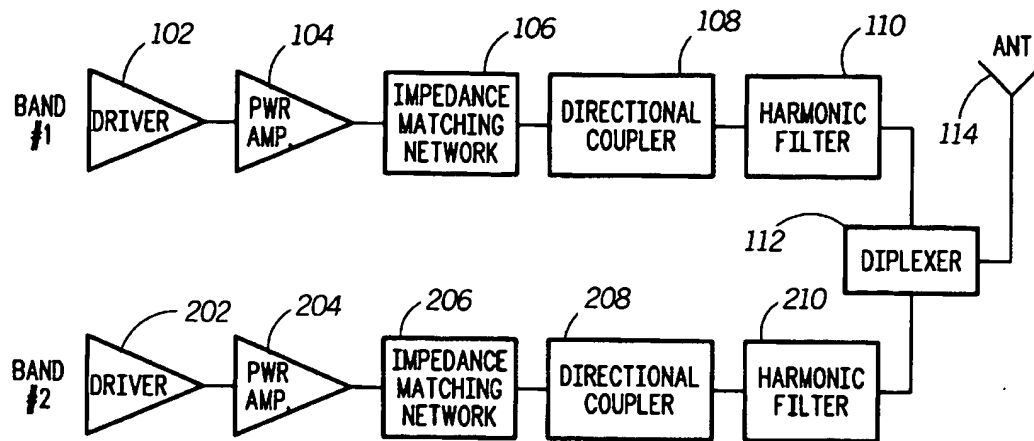 102
104
106
108
110
ANT
BAND
#1
DRIVER
PWR
AMP.
IMPEDANCE
MATCHING
NETWORK
DIRECTIONAL
COUPLER
HARMONIC
FILTER
114
112
DIPLEXER
202
204
206
208
210
BAND
#2
DRIVER
PWR
AMP.
IMPEDANCE
MATCHING
NETWORK
DIRECTIONAL
COUPLER
HARMONIC
FILTER